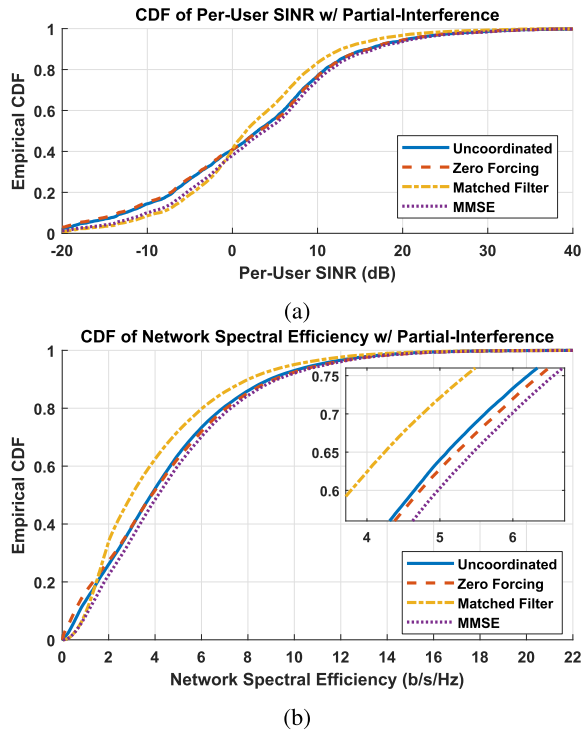 CDF of Per-User SINR w/ Partial-Interference
Empirical CDF
1
0.8
0.6
0.4
0.2
0
Uncoordinated
Zero Forcing
Matched Filter
MMSE
-20 -10 0 10 20 30 40
Per-User SINR (dB)
(a)
CDF of Network Spectral Efficiency w/ Partial-Interference
Empirical CDF
1
0.8
0.6
0.4
0.2
0
0.75
0.7
0.65
0.6
4 5 6
Uncoordinated
Zero Forcing
Matched Filter
MMSE
0 2 4 6 8 10 12 14 16 18 20 22
Network Spectral Efficiency (b/s/Hz)
(b)